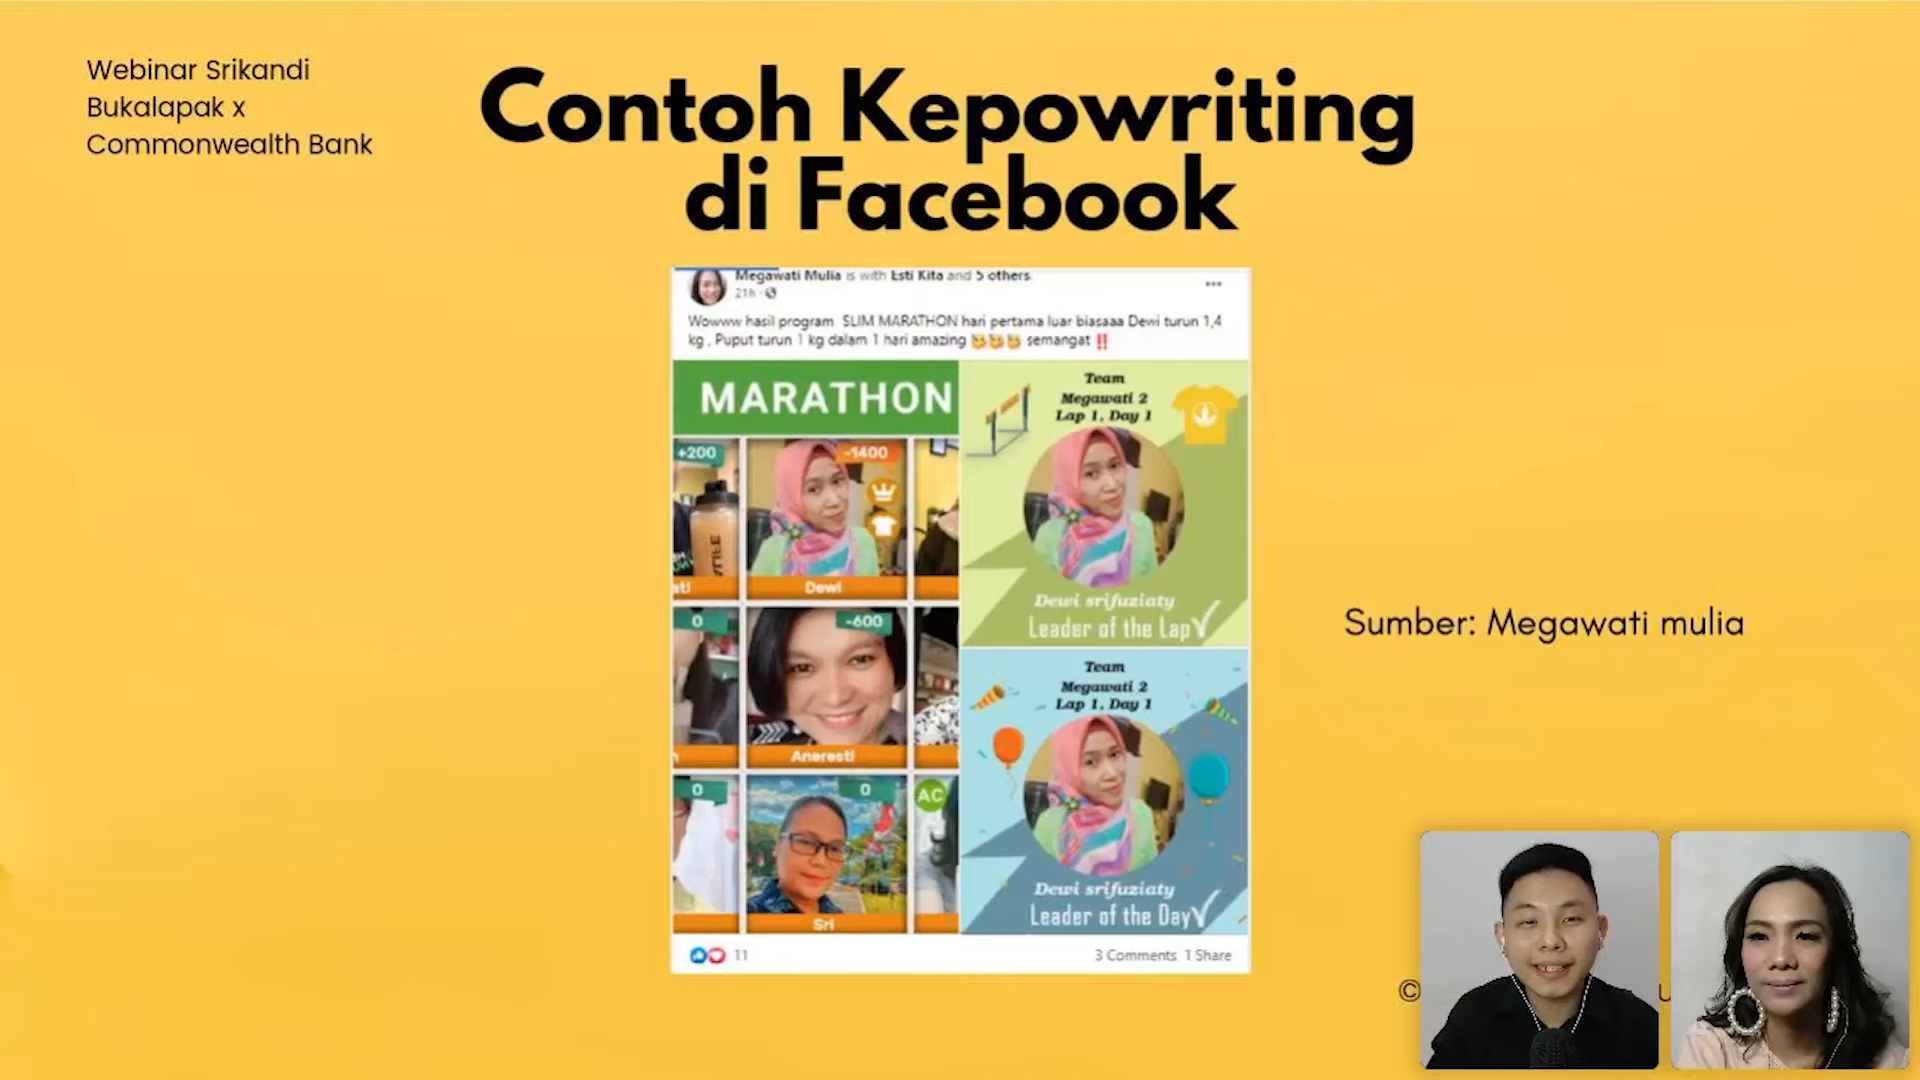 Webinar Srikandi
Bukalapak x
Commonwealth Bank
Contoh Kepowriting
di Facebook
Megawati Mulia is with Esti Kita and 5 others.
21h
Wowww hasil program SLIM MARATHON hari pertama luar biasaaa Dewi turun 1,4
kg , Puput turun 1 kg dalam 1 hari amazing 🥳🥳🥳 semangat ‼️
MARATHON
+200
-1400
Dewi
0
-600
Aneresti
0
0
AC
Sri
Team
Megawati 2
Lap 1, Day 1
Dewi srifuziaty
Leader of the Lap
Team
Megawati 2
Lap 1, Day 1
Dewi srifuziaty
Leader of the Day
11
3 Comments 1 Share
Sumber: Megawati mulia
©